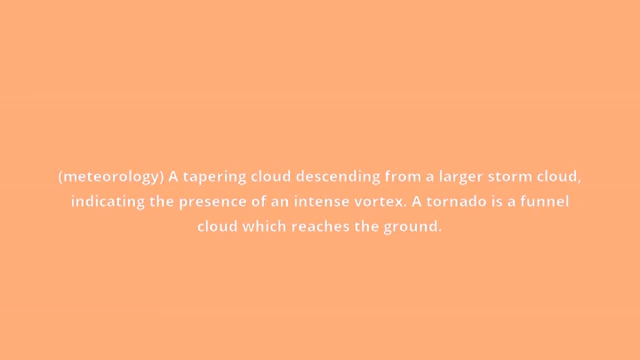 (meteorology) A tapering cloud descending from a larger storm cloud,
indicating the presence of an intense vortex. A tornado is a funnel
cloud which reaches the ground.